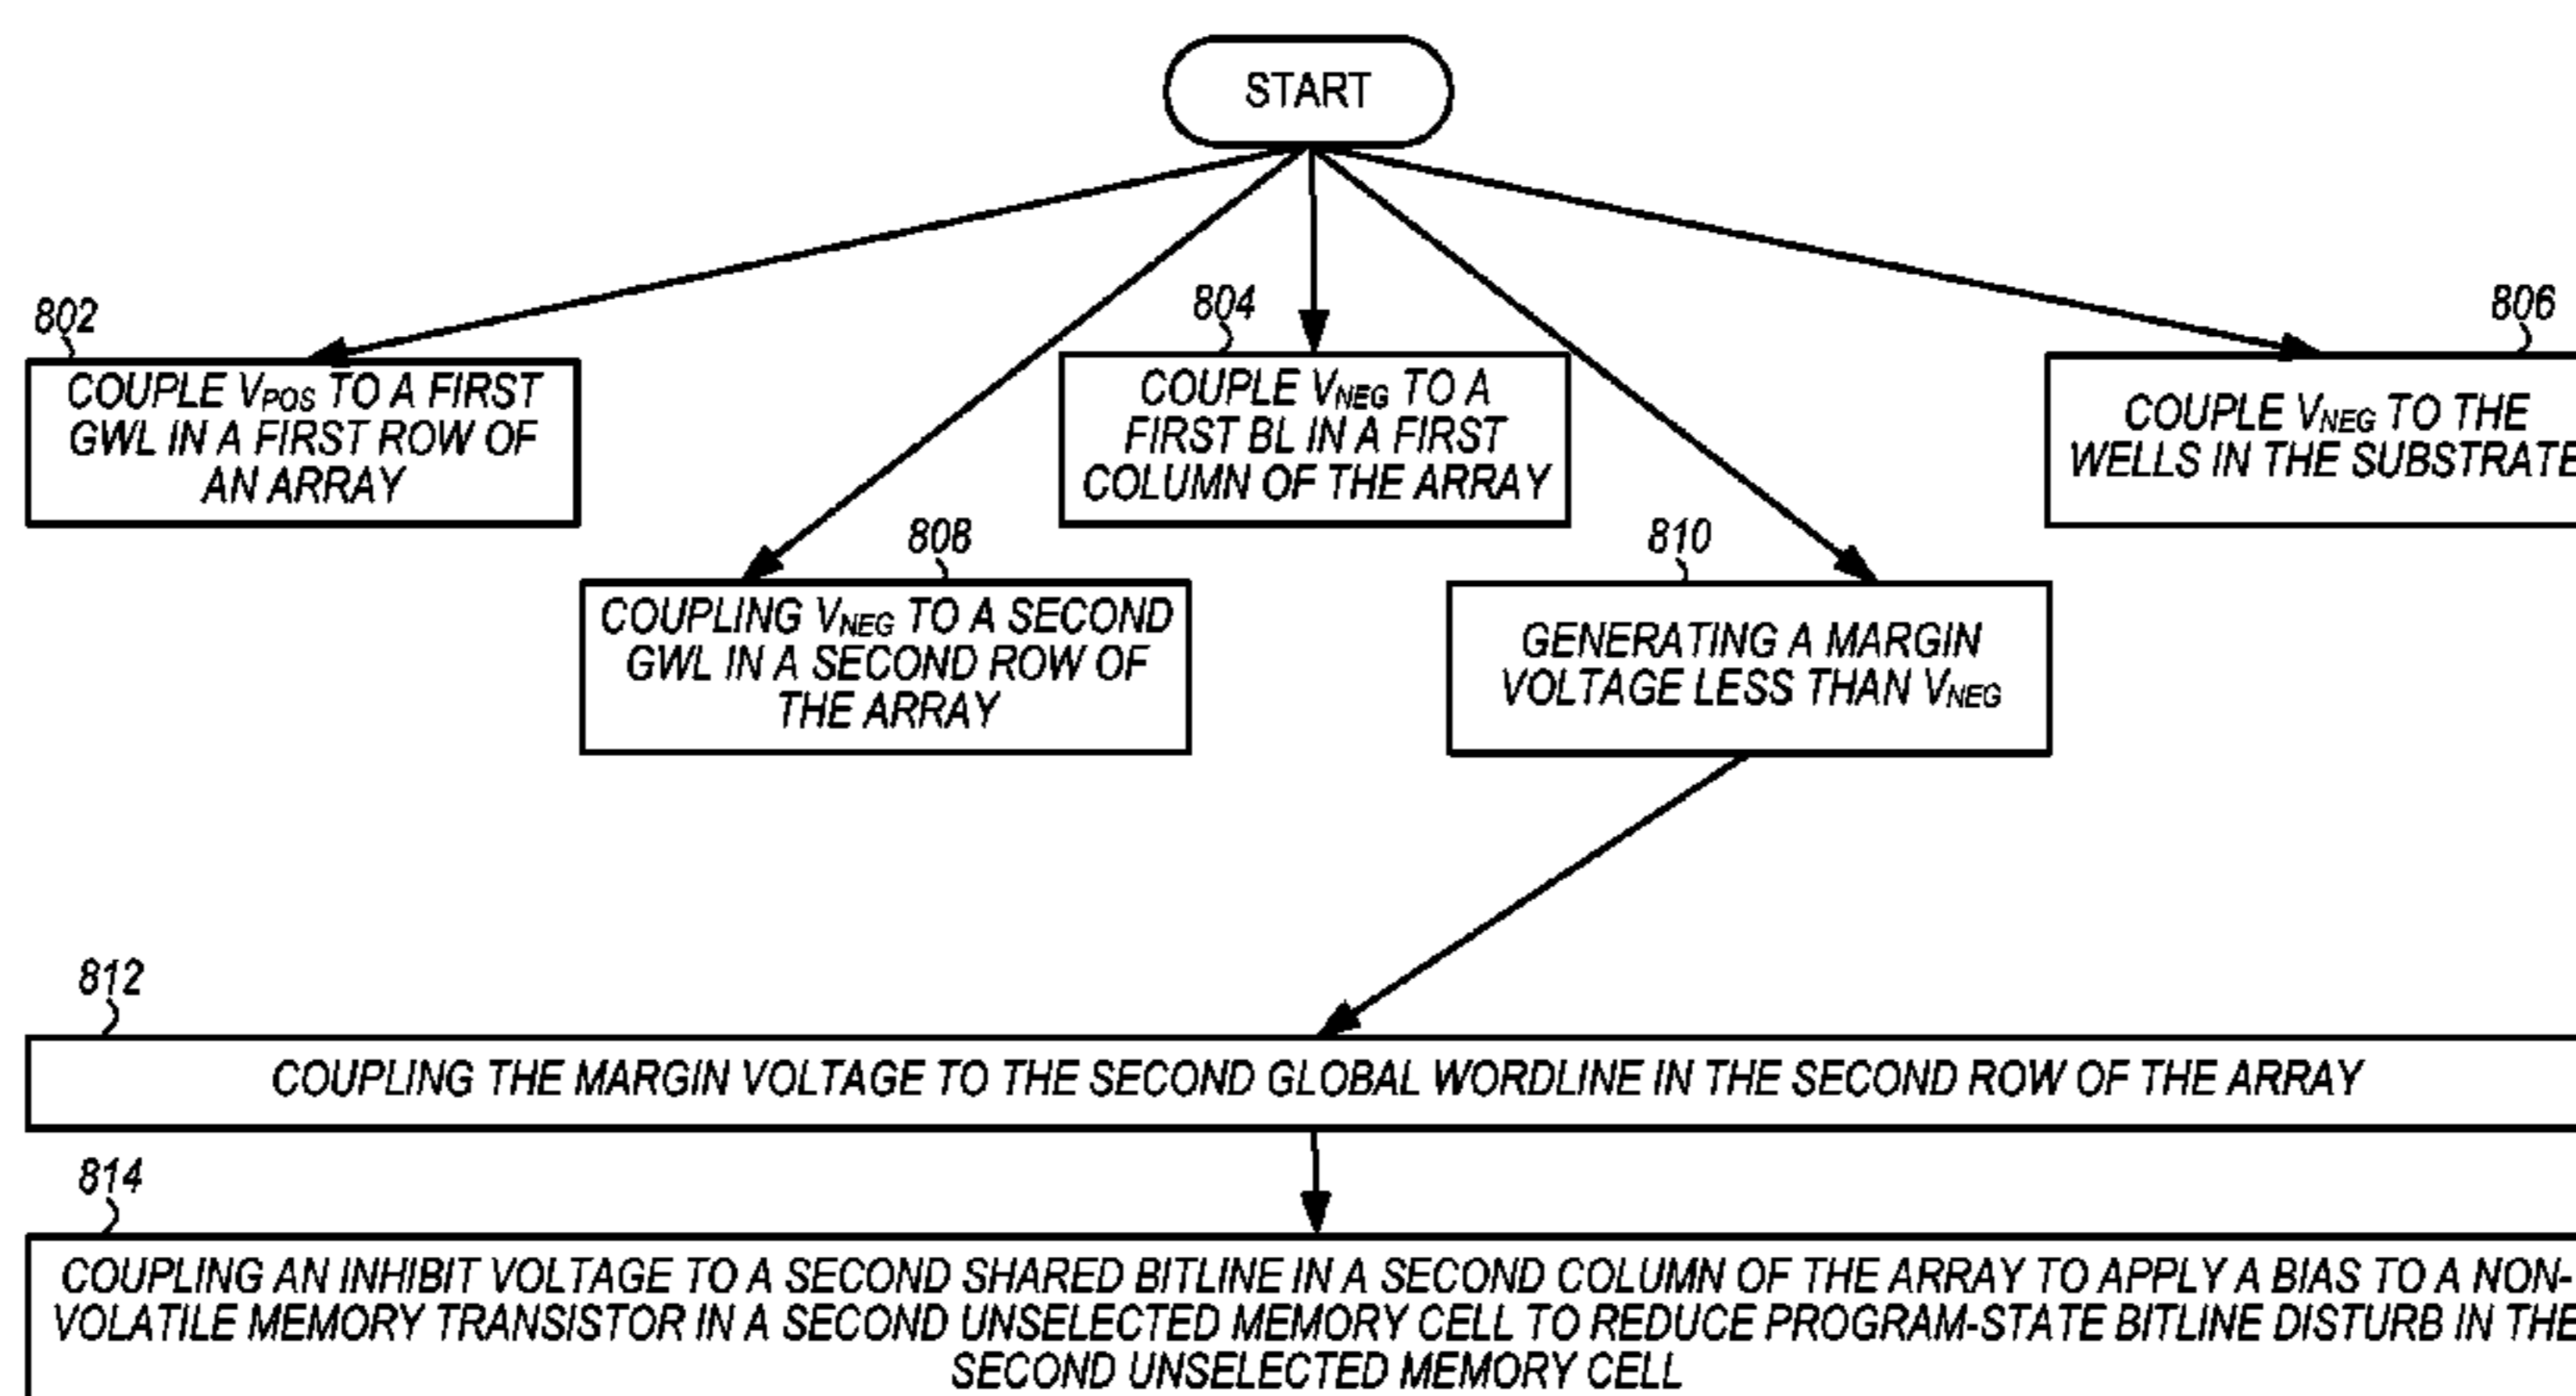 START
802
COUPLE VPOS TO A FIRST
GWL IN A FIRST ROW OF
AN ARRAY
804
COUPLE VNEG TO A
FIRST BL IN A FIRST
COLUMN OF THE ARRAY
806
COUPLE VNEG TO THE
WELLS IN THE SUBSTRATE
808
COUPLING VNEG TO A SECOND
GWL IN A SECOND ROW OF
THE ARRAY
810
GENERATING A MARGIN
VOLTAGE LESS THAN VNEG
812
COUPLING THE MARGIN VOLTAGE TO THE SECOND GLOBAL WORDLINE IN THE SECOND ROW OF THE ARRAY
814
COUPLING AN INHIBIT VOLTAGE TO A SECOND SHARED BITLINE IN A SECOND COLUMN OF THE ARRAY TO APPLY A BIAS TO A NON-
VOLATILE MEMORY TRANSISTOR IN A SECOND UNSELECTED MEMORY CELL TO REDUCE PROGRAM-STATE BITLINE DISTURB IN THE
SECOND UNSELECTED MEMORY CELL